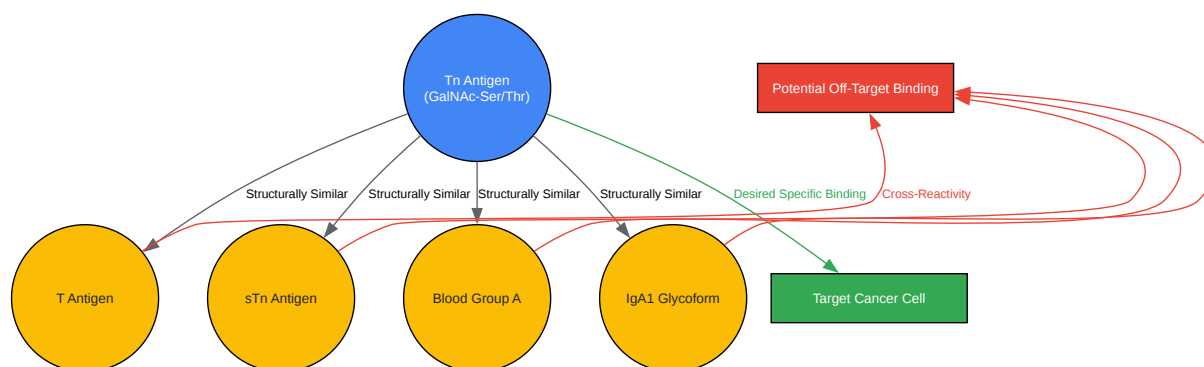 Tn Antigen
(GalNAc-Ser/Thr)
Potential Off-Target Binding
Structurally Similar
Structurally Similar
Structurally Similar
Structurally Similar
Desired Specific Binding
Cross-Reactivity
T Antigen
sTn Antigen
Blood Group A
IgA1 Glycoform
Target Cancer Cell